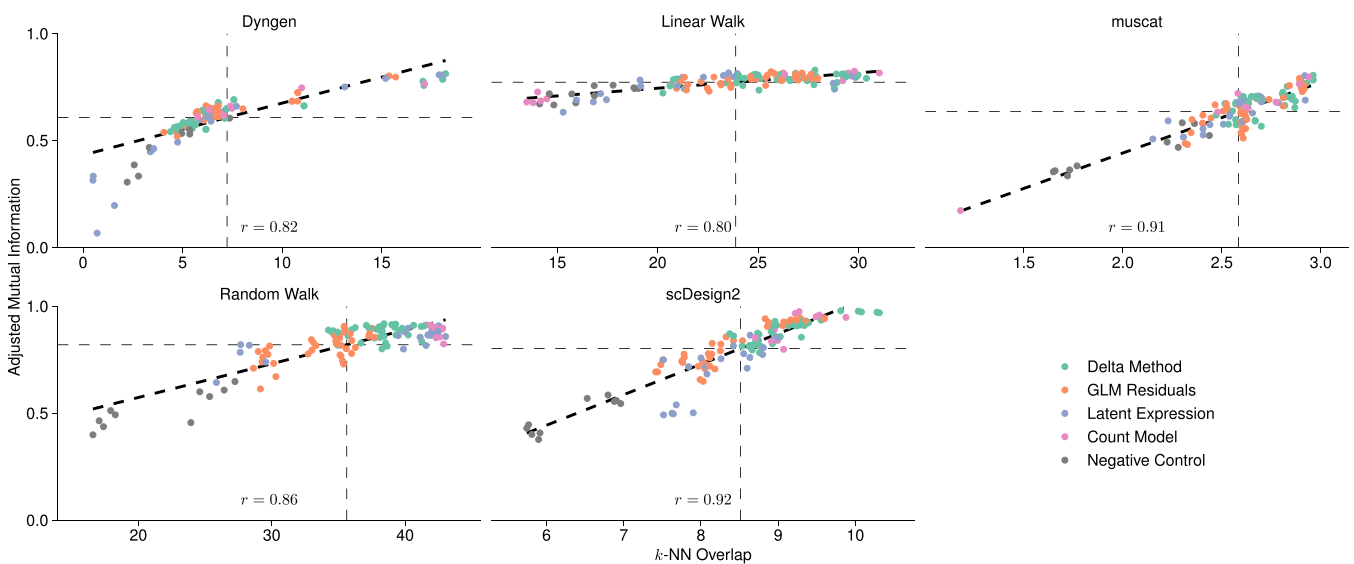 Dyngen
Linear Walk
muscat
Adjusted Mutual Information
1.0
0.5
0.0
r = 0.82
r = 0.80
r = 0.91
0 5 10 15
15 20 25 30
1.5 2.0 2.5 3.0
Random Walk
scDesign2
1.0
0.5
0.0
r = 0.86
r = 0.92
20 30 40
6 7 8 9 10
k-NN Overlap
Delta Method
GLM Residuals
Latent Expression
Count Model
Negative Control